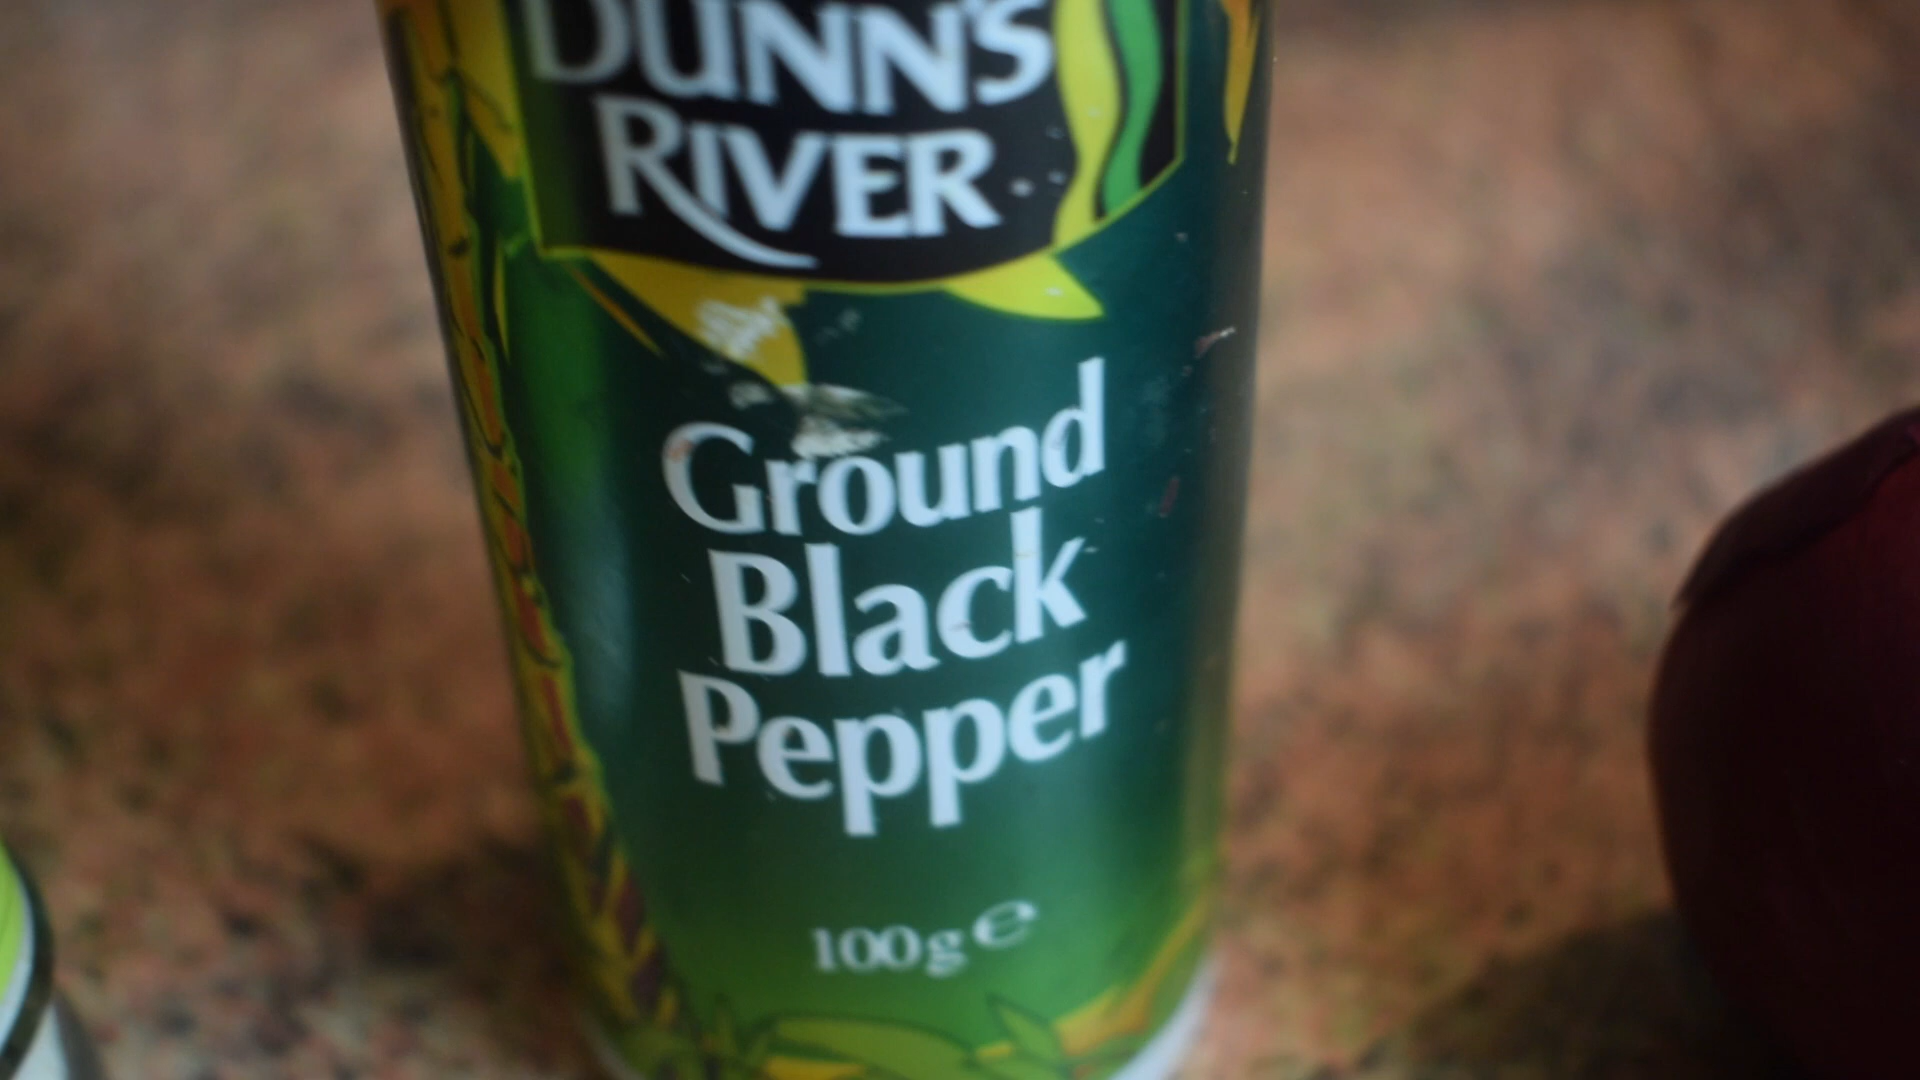 DUNN'S
RIVER
Ground
Black
Pepper
100g ℮